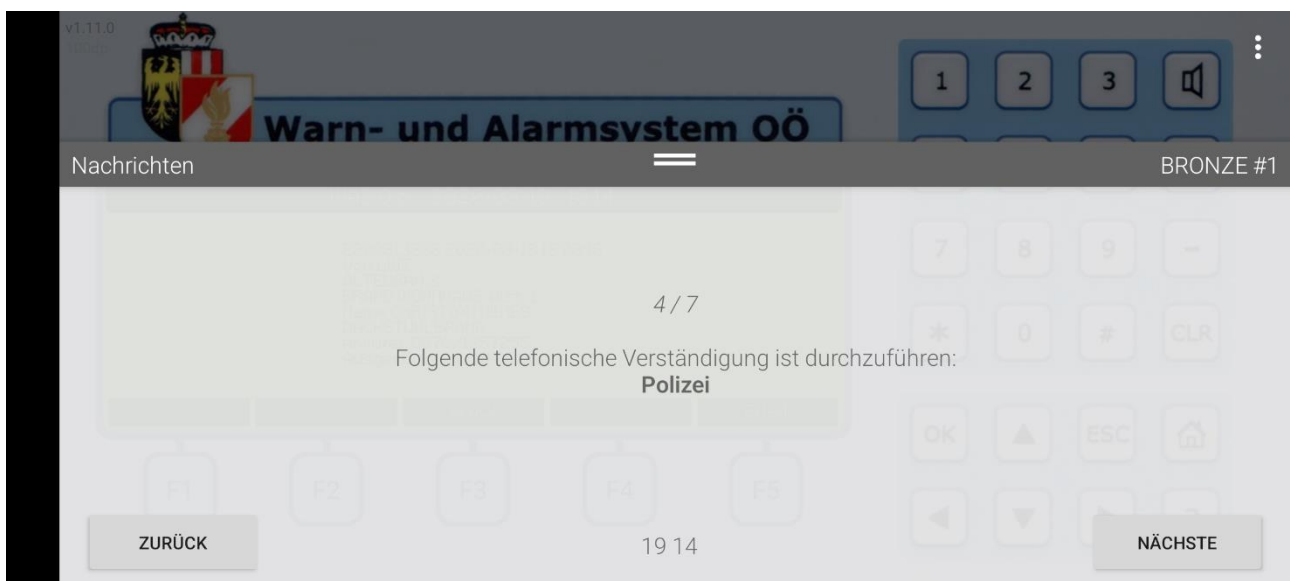 v1.11.0
Warn- und Alarmsystem OÖ
1 2 3
Nachrichten
BRONZE #1
7 8 9
4 / 7
* 0 # CLR
Folgende telefonische Verständigung ist durchzuführen:
Polizei
OK ESC
F1 F2 F3 F4 F5
ZURÜCK
19 14
NÄCHSTE